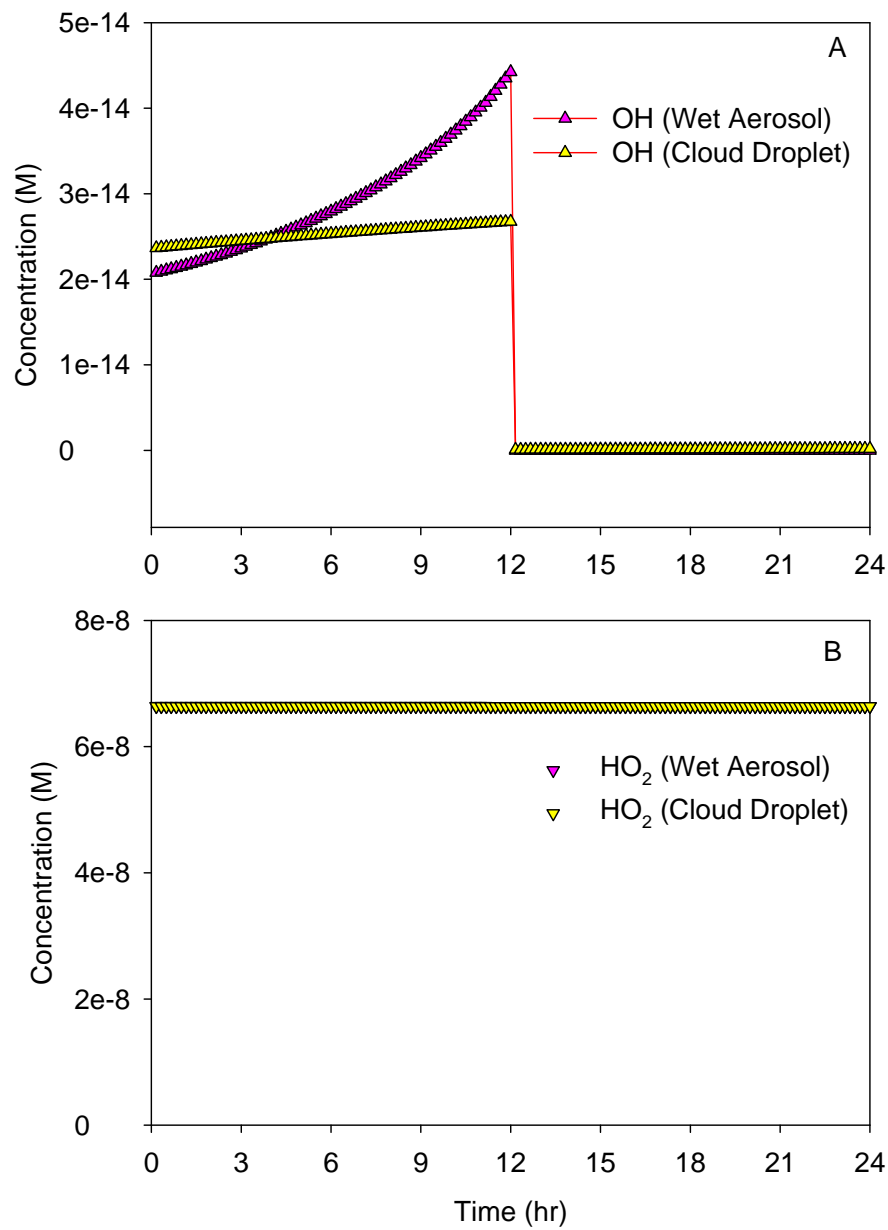 5e-14
A
OH (Wet Aerosol)
4e-14
OH (Cloud Droplet)
3e-14
2e-14
1e-14
0
Concentration (M)
0 3 6 9 12 15 18 21 24
8e-8
B
6e-8
HO2 (Wet Aerosol)
HO2 (Cloud Droplet)
4e-8
2e-8
0
Concentration (M)
0 3 6 9 12 15 18 21 24
Time (hr)